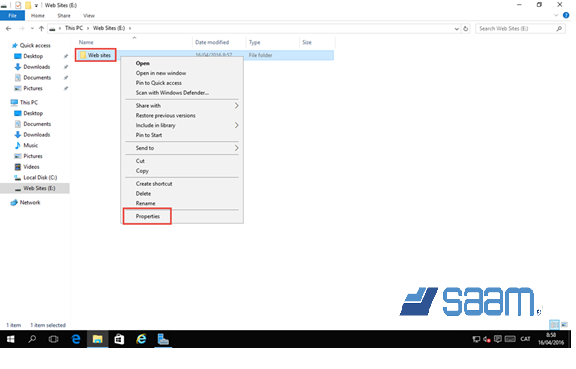 Web Sites (E:)
File
Home
Share
View
This PC
Web Sites (E:)
Search Web Sites (E:)
Name
Date modified
Type
Size
Web sites
16/04/2016 8:57
File folder
Quick access
Desktop
Downloads
Documents
Pictures
This PC
Desktop
Documents
Downloads
Music
Pictures
Videos
Local Disk (C:)
Web Sites (E:)
Network
Open
Open in new window
Pin to Quick access
Scan with Windows Defender...
Share with
Restore previous versions
Include in library
Pin to Start
Send to
Cut
Copy
Create shortcut
Delete
Rename
Properties
saam
1 item
1 item selected
CAT
8:58
16/04/2016